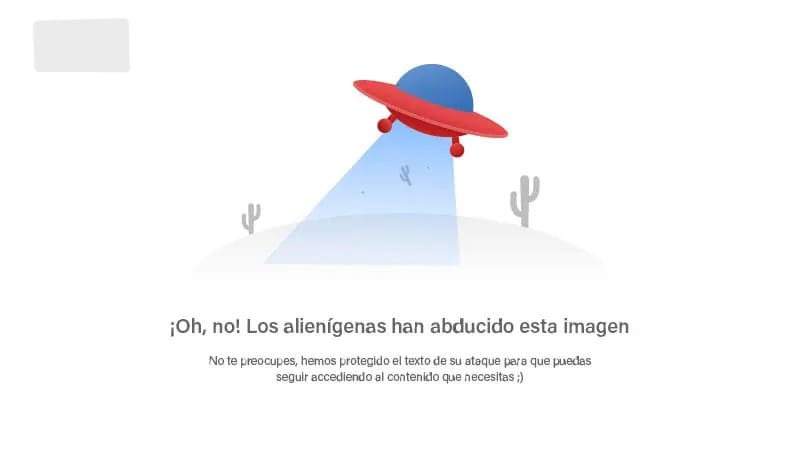 ¡Oh, no! Los alienígenas han abducido esta imagen
No te preocupes, hemos protegido el texto de su ataque para que puedas
seguir accediendo al contenido que necesitas ;)